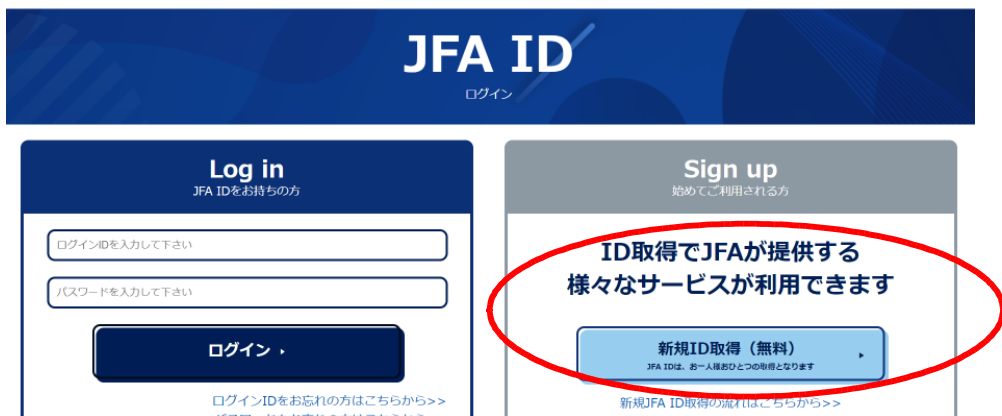 JFA ID
ログイン
Log in
JFA IDをお持ちの方
ログインIDを入力して下さい
パスワードを入力して下さい
ログイン
ログインIDをお忘れの方はこちらから>>
Sign up
始めてご利用される方
ID取得でJFAが提供する
様々なサービスが利用できます
新規ID取得（無料）
JFA IDは、お一人様おひとつの取得となります
新規JFA ID取得の流れはこちらから>>